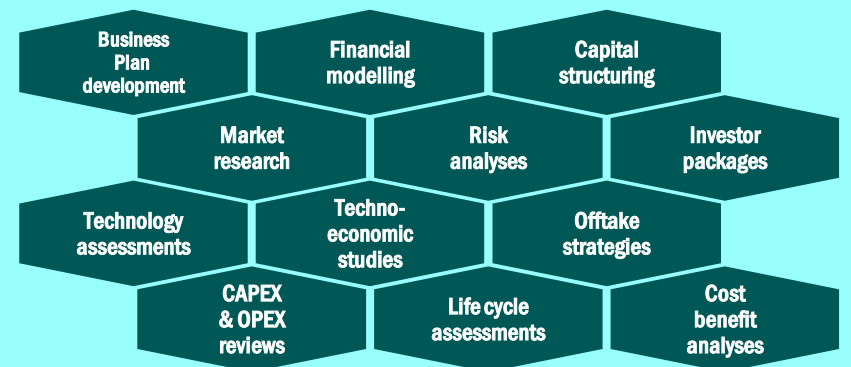 Business
Plan
development
Financial
modelling
Capital
structuring
Market
research
Risk
analyses
Investor
packages
Technology
assessments
Techno-
economic
studies
Offtake
strategies
CAPEX
& OPEX
reviews
Life cycle
assessments
Cost
benefit
analyses